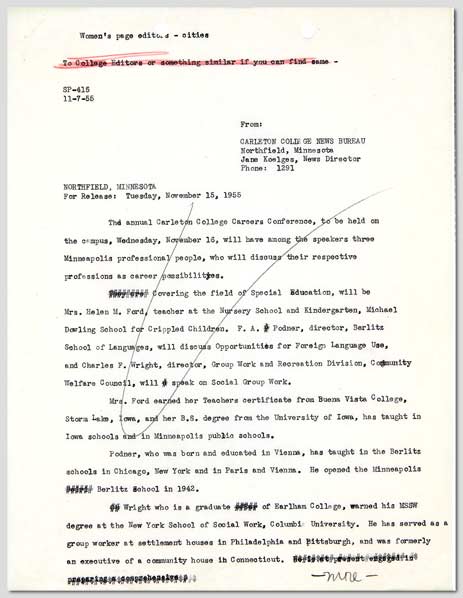 Women's page editors - cities
To College Editors or something similar if you can find same -
SP-415
11-7-55
From:
CARLETON COLLEGE NEWS BUREAU
Northfield, Minnesota
Jane Koelges, News Director
Phone: 1291
NORTHFIELD, MINNESOTA
For Release: Tuesday, November 15, 1955
The annual Carleton College Careers Conference, to be held on
the campus, Wednesday, November 16, will have among the speakers three
Minneapolis professional people, who will discuss their respective
professions as career possibilities.
Covering the field of Special Education, will be
Mrs. Helen M. Ford, teacher at the Nursery School and Kindergarten, Michael
Dowling School for Crippled Children. F. A. Podner, director, Berlitz
School of Languages, will discuss Opportunities for Foreign Language Use,
and Charles F. Wright, director, Group Work and Recreation Division, Community
Welfare Council, will speak on Social Group Work.
Mrs. Ford earned her Teachers certificate from Buena Vista College,
Storm Lake, Iowa, and her B.S. degree from the University of Iowa, has taught in
Iowa schools and in Minneapolis public schools.
Podner, who was born and educated in Vienna, has taught in the Berlitz
schools in Chicago, New York and in Paris and Vienna. He opened the Minneapolis
Berlitz School in 1942.
Wright who is a graduate of Earlham College, earned his MSSW
degree at the New York School of Social Work, Columbia University. He has served as a
group worker at settlement houses in Philadelphia and Pittsburgh, and was formerly
an executive of a community house in Connecticut. He is at present engaged in
preparing a comprehensive
- more -